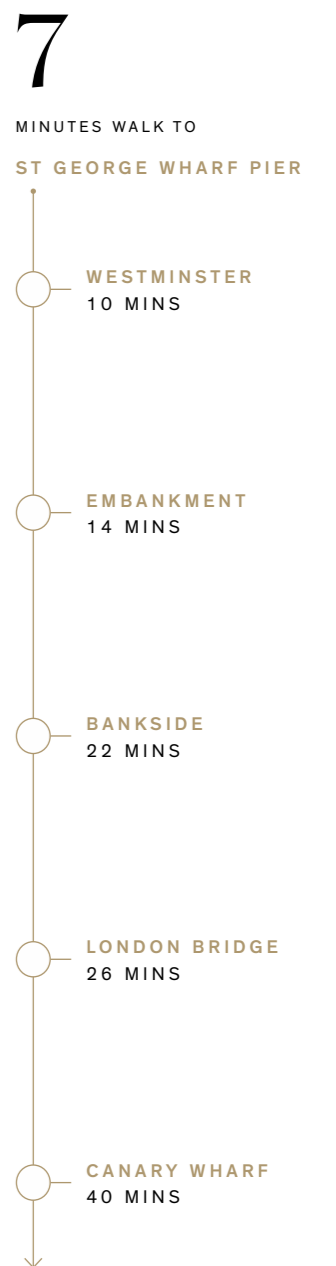 7
MINUTES WALK TO
ST GEORGE WHARF PIER
WESTMINSTER
10 MINS
EMBANKMENT
14 MINS
BANKSIDE
22 MINS
LONDON BRIDGE
26 MINS
CANARY WHARF
40 MINS